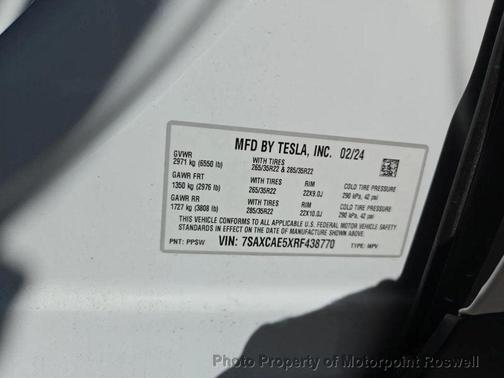 MFD BY TESLA, INC. 02/24
GVWR
2971 kg (6550 lb) WITH TIRES 265/35R22 & 285/35R22
GAWR FRT WITH TIRES RIM COLD TIRE PRESSURE
1350 kg (2976 lb) 265/35R22 22X9.0J 290 kPa, 42 psi
GAWR RR WITH TIRES RIM COLD TIRE PRESSURE
1727 kg (3808 lb) 285/35R22 22X10.0J 290 kPa, 42 psi
THIS VEHICLE CONFORMS TO ALL APPLICABLE U.S. FEDERAL MOTOR VEHICLE SAFETY
STANDARDS IN EFFECT ON THE DATE OF MANUFACTURE SHOWN ABOVE.
PNT: PPSW VIN: 7SAXCAE5XRF438770 TYPE: MPV
Photo Property of Motorpoint Roswell